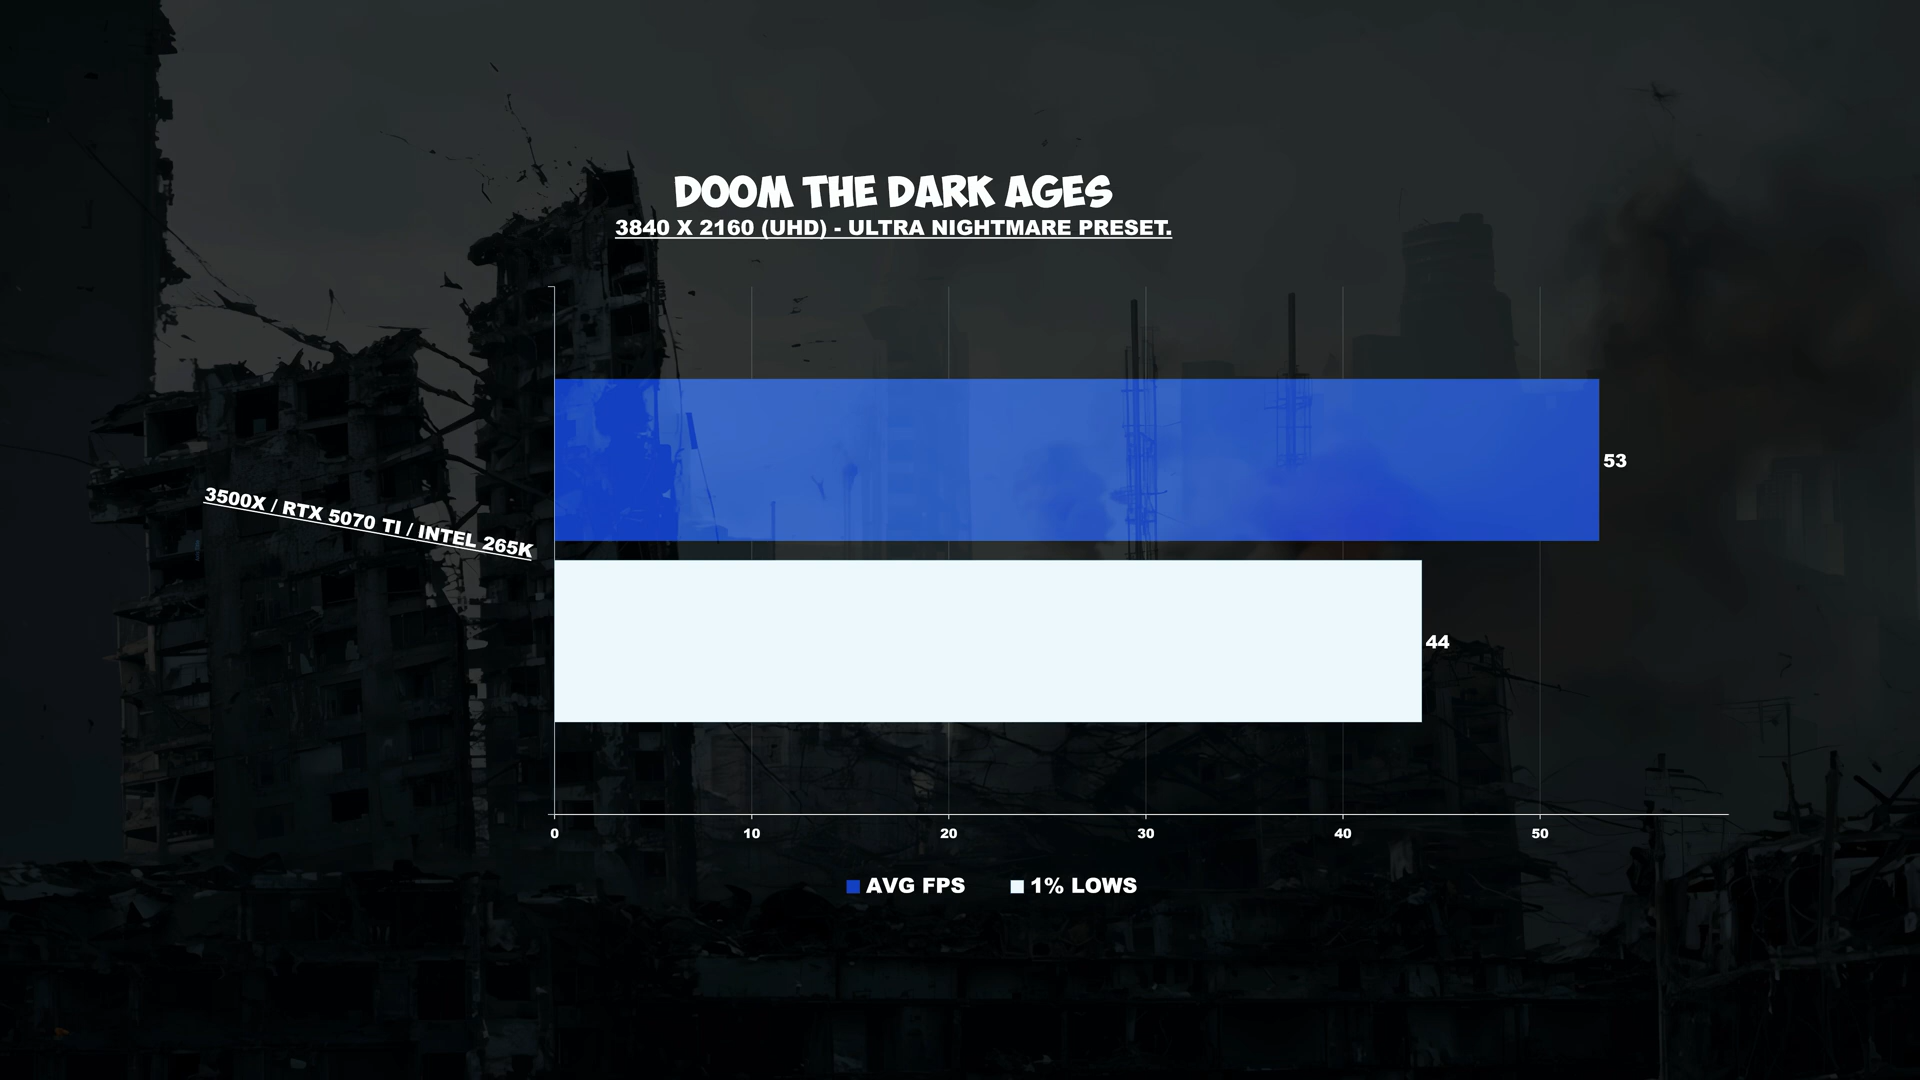 DOOM THE DARK AGES
3840 X 2160 (UHD) - ULTRA NIGHTMARE PRESET.
53
3500X / RTX 5070 TI / INTEL 265K
44
0 10 20 30 40 50
AVG FPS 1% LOWS